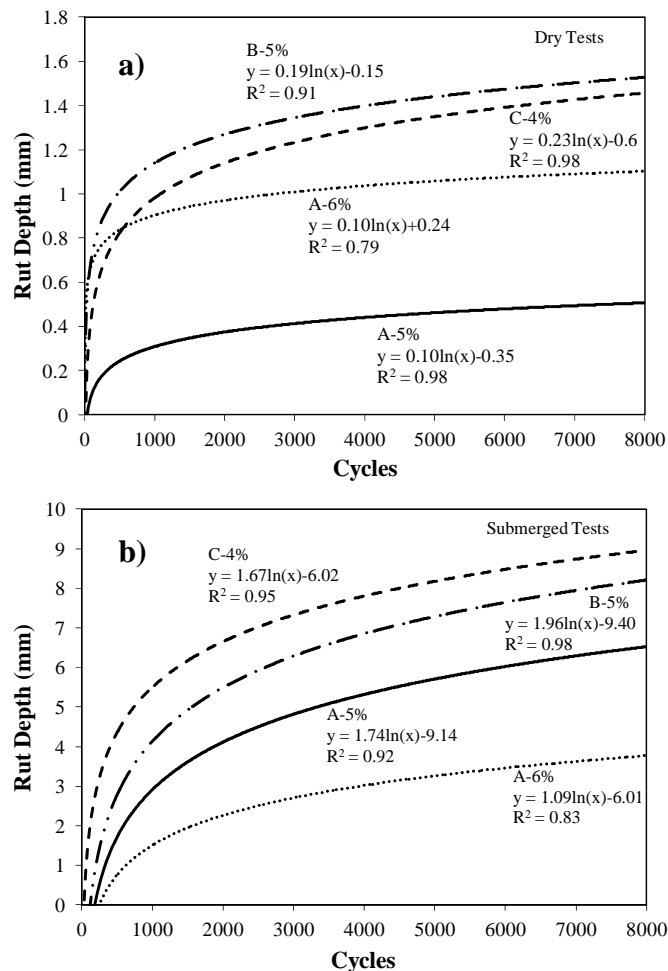 a)
Dry Tests
B-5%
y = 0.19ln(x)-0.15
R² = 0.91
C-4%
y = 0.23ln(x)-0.6
R² = 0.98
A-6%
y = 0.10ln(x)+0.24
R² = 0.79
A-5%
y = 0.10ln(x)-0.35
R² = 0.98
Rut Depth (mm)
1.8
1.6
1.4
1.2
1
0.8
0.6
0.4
0.2
0
0 1000 2000 3000 4000 5000 6000 7000 8000
Cycles
b)
Submerged Tests
C-4%
y = 1.67ln(x)-6.02
R² = 0.95
B-5%
y = 1.96ln(x)-9.40
R² = 0.98
A-5%
y = 1.74ln(x)-9.14
R² = 0.92
A-6%
y = 1.09ln(x)-6.01
R² = 0.83
Rut Depth (mm)
10
9
8
7
6
5
4
3
2
1
0
0 1000 2000 3000 4000 5000 6000 7000 8000
Cycles